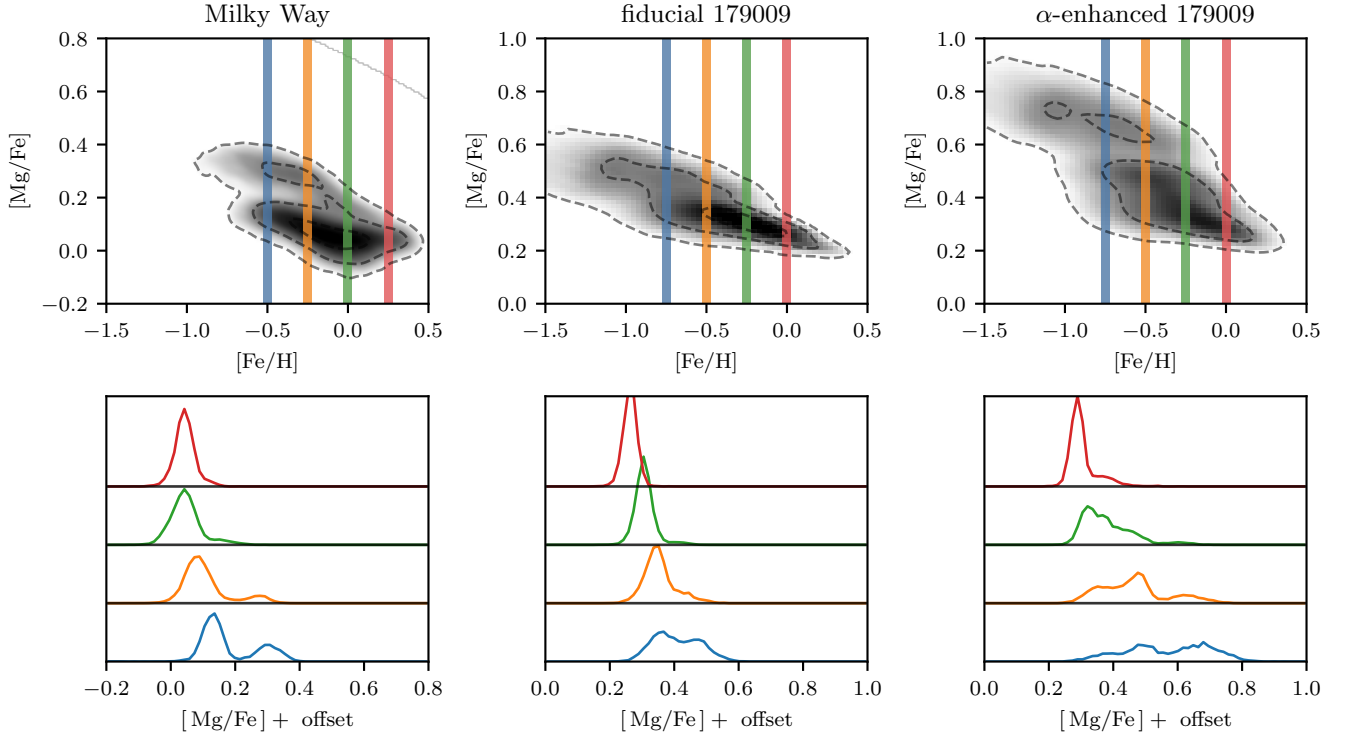 Milky Way
fiducial 179009
α-enhanced 179009
[Mg/Fe]
0.8
0.6
0.4
0.2
0.0
−0.2
−1.5 −1.0 −0.5 0.0 0.5
[Fe/H]
[Mg/Fe]
1.0
0.8
0.6
0.4
0.2
0.0
−1.5 −1.0 −0.5 0.0 0.5
[Fe/H]
[Mg/Fe]
1.0
0.8
0.6
0.4
0.2
0.0
−1.5 −1.0 −0.5 0.0 0.5
[Fe/H]
−0.2 0.0 0.2 0.4 0.6 0.8
[Mg/Fe] + offset
0.0 0.2 0.4 0.6 0.8 1.0
[Mg/Fe] + offset
0.0 0.2 0.4 0.6 0.8 1.0
[Mg/Fe] + offset